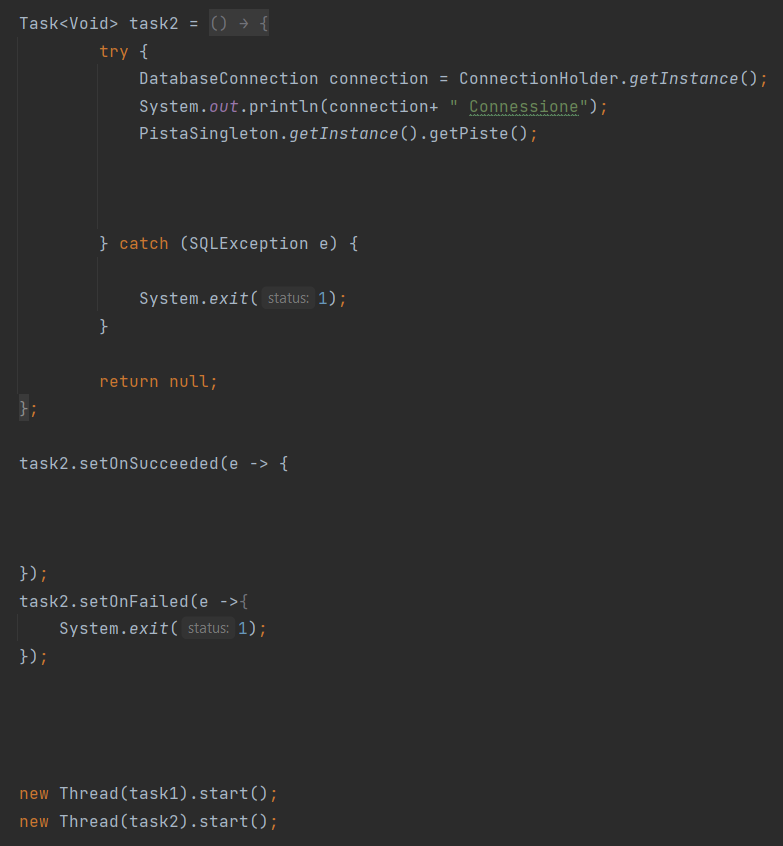 Task<Void> task2 = () → {
try {
DatabaseConnection connection = ConnectionHolder.getInstance();
System.out.println(connection+ " Connessione");
PistaSingleton.getInstance().getPiste();
} catch (SQLException e) {
System.exit( status: 1);
}
return null;
};
task2.setOnSucceeded(e -> {
});
task2.setOnFailed(e ->{
System.exit( status: 1);
});
new Thread(task1).start();
new Thread(task2).start();